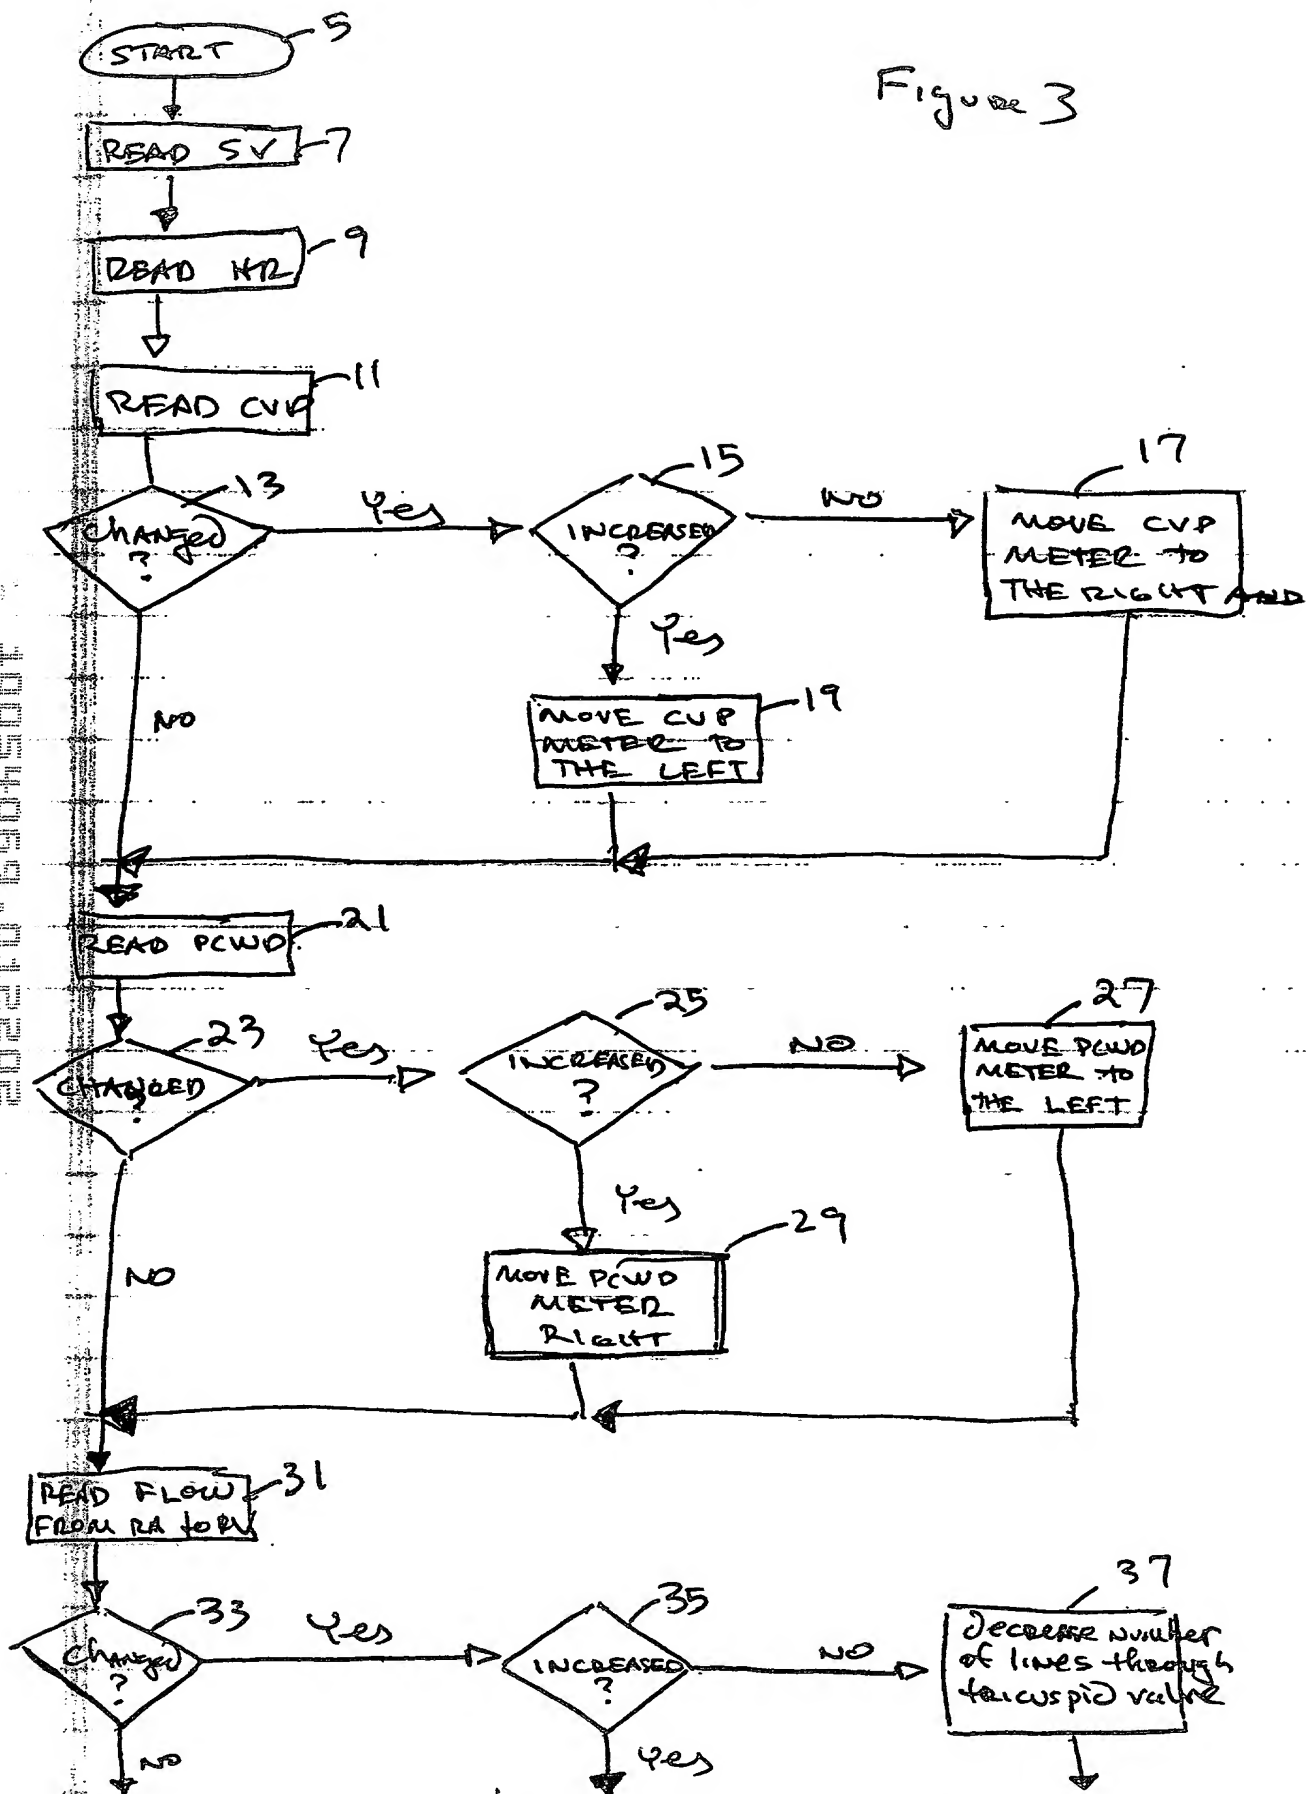 START
5
Figure 3
READ SV
7
READ HR
9
READ CVP
11
13
15
17
Changed
?
Yes
INCREASED
?
NO
MOVE CVP
METER to
THE RIGHT AND
NO
Yes
19
MOVE CVP
METER TO
THE LEFT
READ PCWD
21
23
25
27
CHANGED
?
Yes
INCREASED
?
NO
MOVE PCWD
METER to
THE LEFT
NO
Yes
29
MOVE PCWD
METER
RIGHT
READ FLOW
FROM RA to RV
31
33
35
37
Changed
?
Yes
INCREASED
?
NO
Decrease number
of lines through
tricuspid valve
NO
Yes